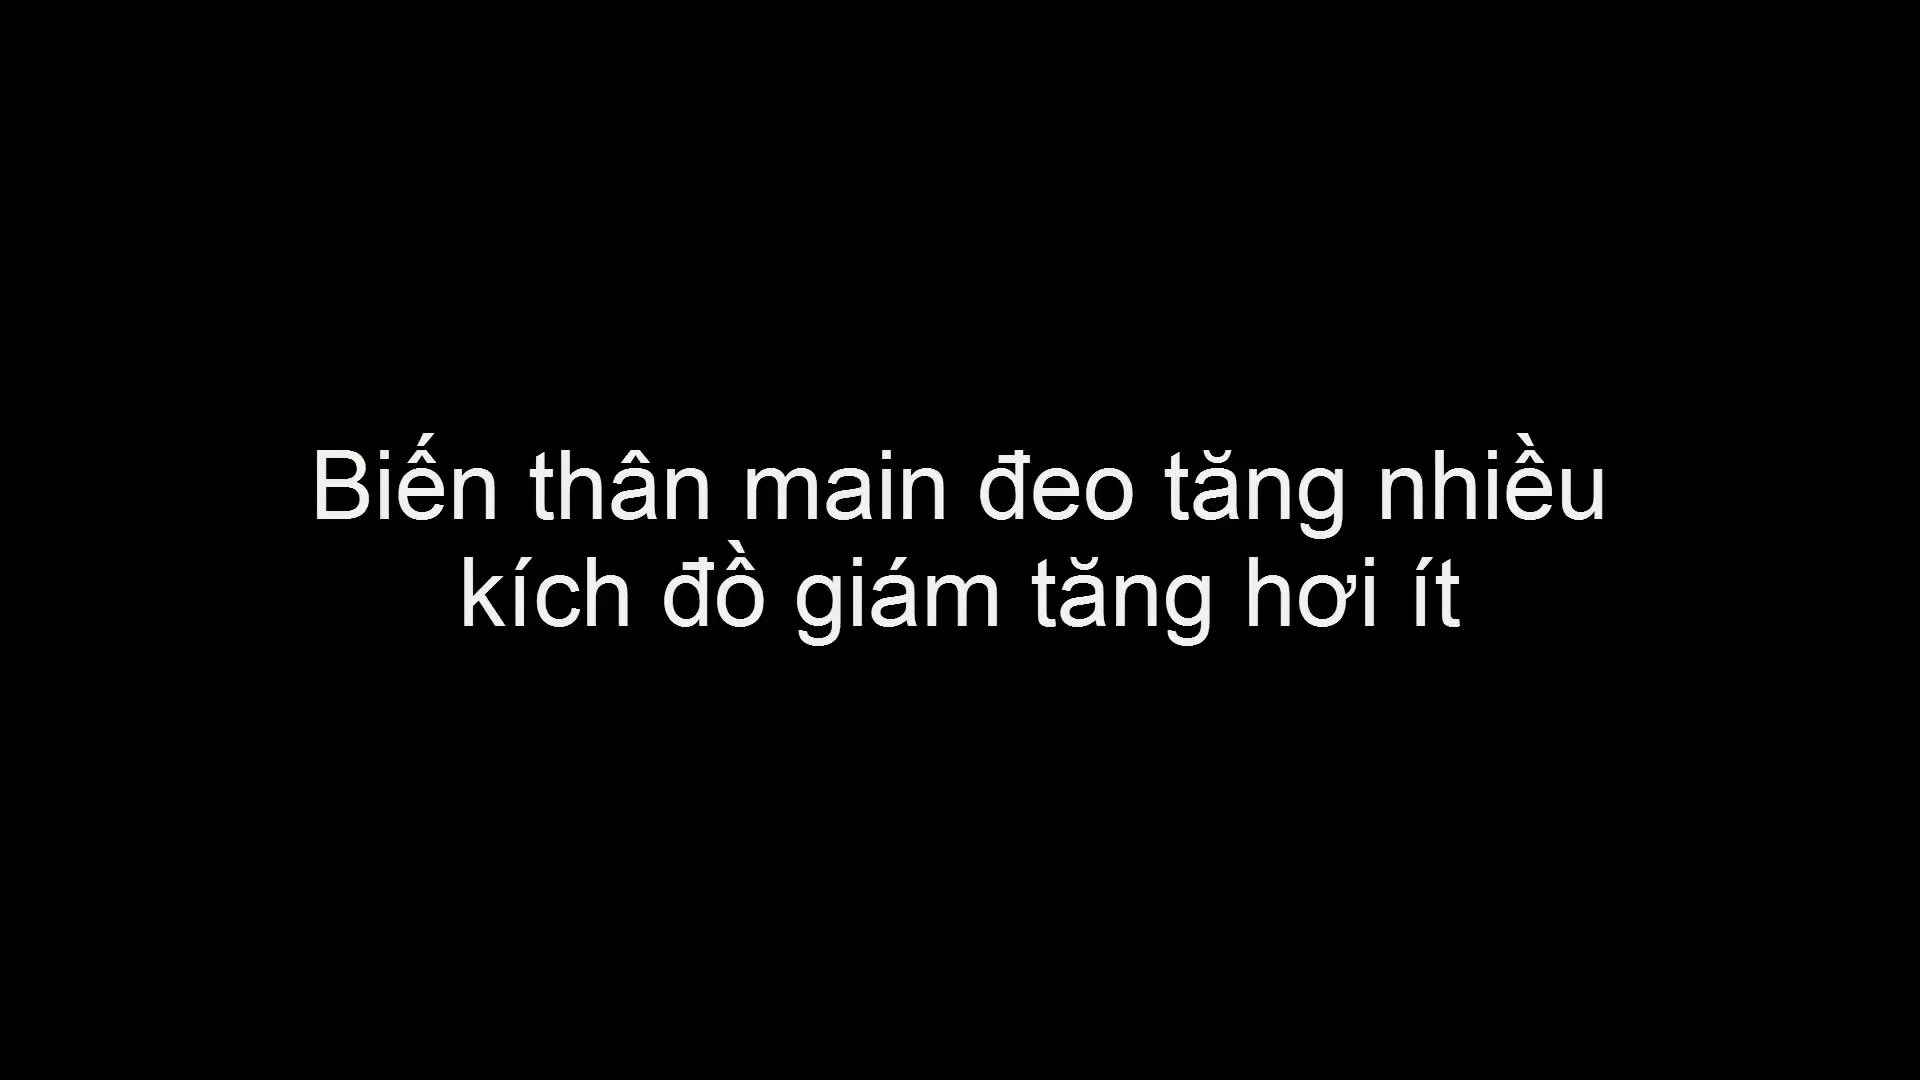 Biến thân main đeo tăng nhiều
kích đồ giám tăng hơi ít